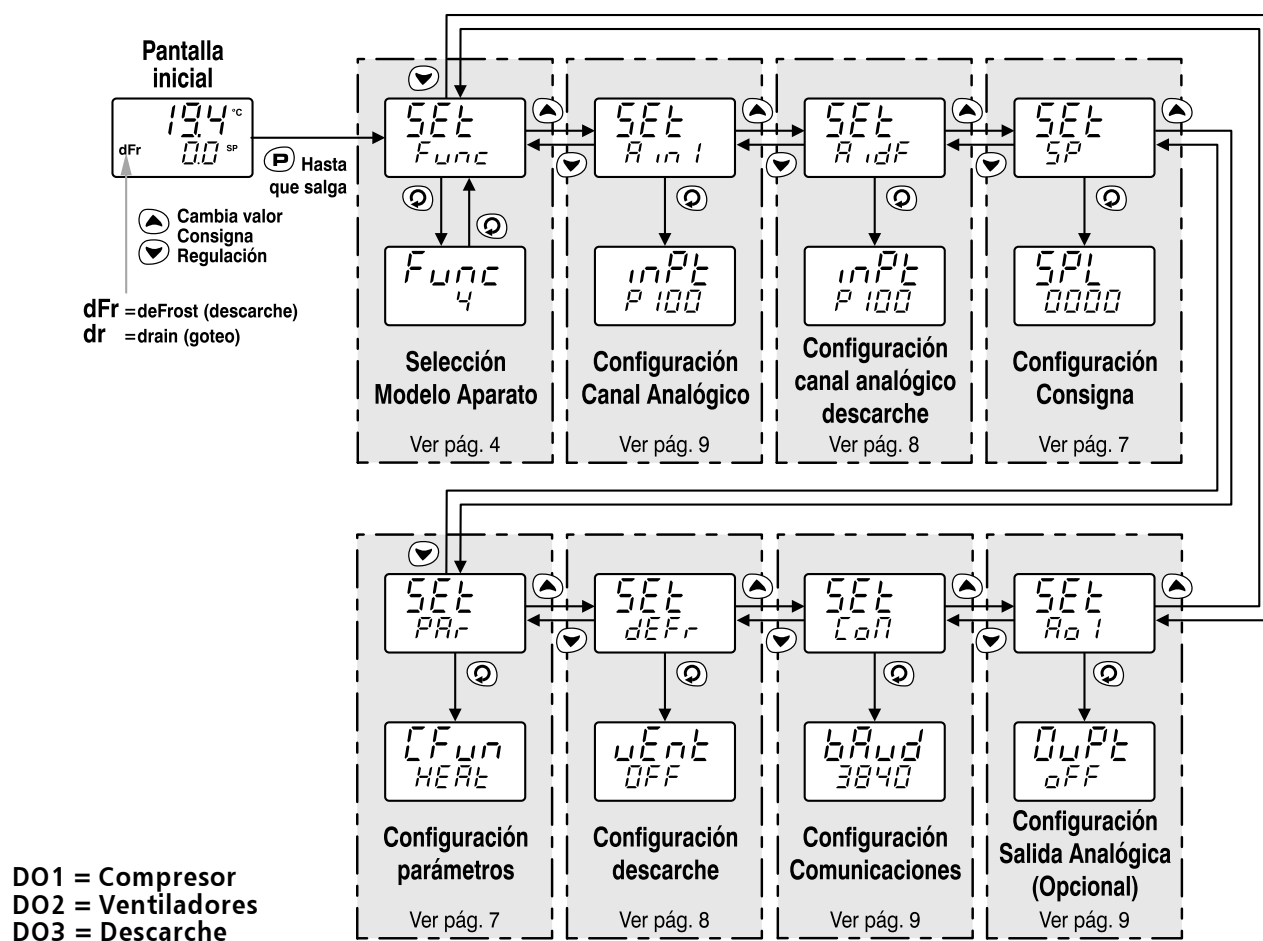 Pantalla
inicial
19.4 °C
dFr 0.0 SP
P Hasta
que salga
Cambia valor
Consigna
Regulación
dFr =deFrost (descarche)
dr =drain (goteo)
SEt
Func
Func
4
Selección
Modelo Aparato
Ver pág. 4
SEt
Ain1
inPt
P100
Configuración
Canal Analógico
Ver pág. 9
SEt
AidF
inPt
P100
Configuración
canal analógico
descarche
Ver pág. 8
SEt
SP
SPL
0000
Configuración
Consigna
Ver pág. 7
SEt
PAr
CFun
HEAt
Configuración
parámetros
Ver pág. 7
SEt
dEFr
uEnt
OFF
Configuración
descarche
Ver pág. 8
SEt
CoM
bAud
3840
Configuración
Comunicaciones
Ver pág. 9
SEt
Ao1
OuPt
oFF
Configuración
Salida Analógica
(Opcional)
Ver pág. 9
DO1 = Compresor
DO2 = Ventiladores
DO3 = Descarche